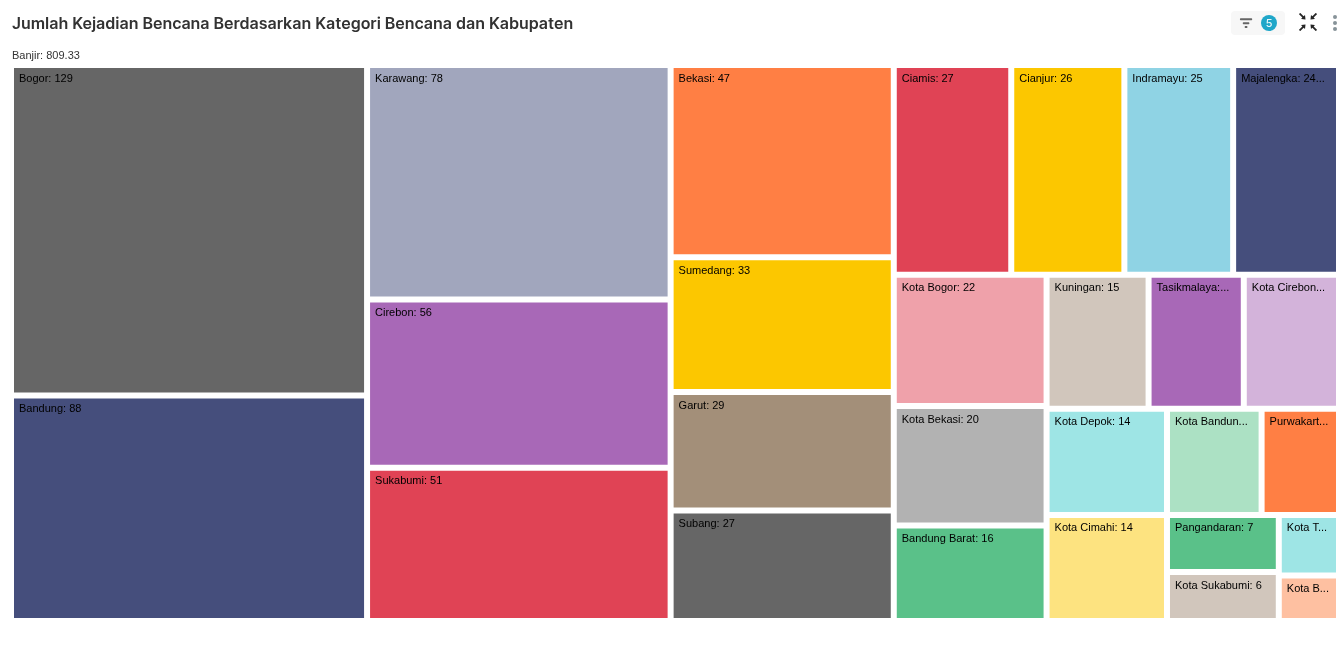 Jumlah Kejadian Bencana Berdasarkan Kategori Bencana dan Kabupaten
5
Banjir: 809.33
Bogor: 129
Karawang: 78
Bekasi: 47
Ciamis: 27
Cianjur: 26
Indramayu: 25
Majalengka: 24...
Sumedang: 33
Kota Bogor: 22
Kuningan: 15
Tasikmalaya:...
Kota Cirebon...
Cirebon: 56
Garut: 29
Bandung: 88
Kota Bekasi: 20
Kota Depok: 14
Kota Bandun...
Purwakart...
Sukabumi: 51
Subang: 27
Bandung Barat: 16
Kota Cimahi: 14
Pangandaran: 7
Kota T...
Kota Sukabumi: 6
Kota B...